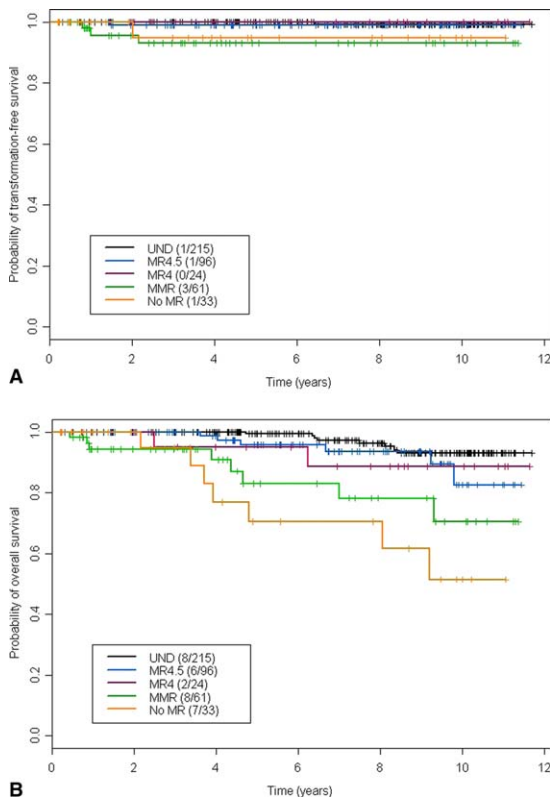 Probability of transformation-free survival
1.0
0.8
0.6
0.4
0.2
0.0
UND (1/215)
MR4.5 (1/96)
MR4 (0/24)
MMR (3/61)
No MR (1/33)
0 2 4 6 8 10 12
Time (years)
A
Probability of overall survival
1.0
0.8
0.6
0.4
0.2
0.0
UND (8/215)
MR4.5 (6/96)
MR4 (2/24)
MMR (8/61)
No MR (7/33)
0 2 4 6 8 10 12
Time (years)
B